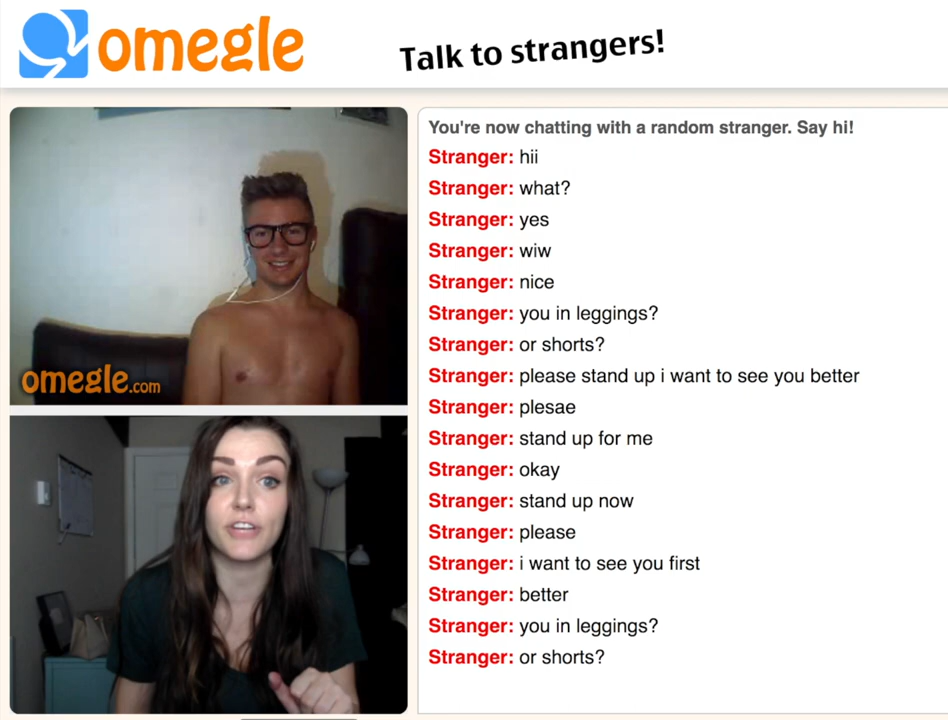 omegle
Talk to strangers!
You're now chatting with a random stranger. Say hi!
Stranger: hii
Stranger: what?
Stranger: yes
Stranger: wiw
Stranger: nice
Stranger: you in leggings?
Stranger: or shorts?
Stranger: please stand up i want to see you better
Stranger: plesae
Stranger: stand up for me
Stranger: okay
Stranger: stand up now
Stranger: please
Stranger: i want to see you first
Stranger: better
Stranger: you in leggings?
Stranger: or shorts?
omegle.com